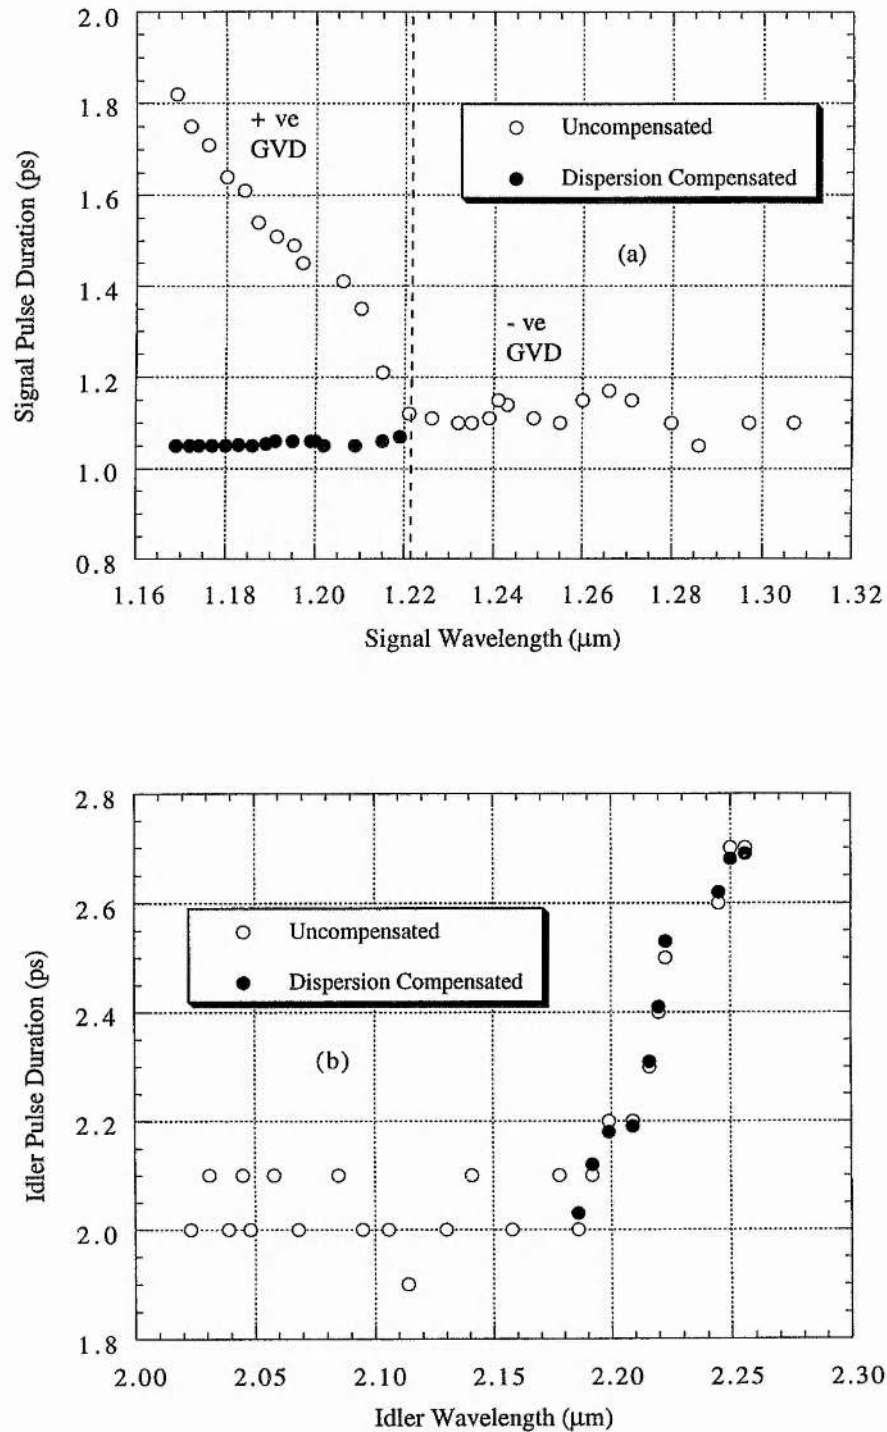 2.0
1.8
1.6
1.4
1.2
1.0
0.8
Signal Pulse Duration (ps)
+ ve
GVD
Uncompensated
Dispersion Compensated
(a)
- ve
GVD
1.16 1.18 1.20 1.22 1.24 1.26 1.28 1.30 1.32
Signal Wavelength (μm)
2.8
2.6
2.4
2.2
2.0
1.8
Idler Pulse Duration (ps)
Uncompensated
Dispersion Compensated
(b)
2.00 2.05 2.10 2.15 2.20 2.25 2.30
Idler Wavelength (μm)